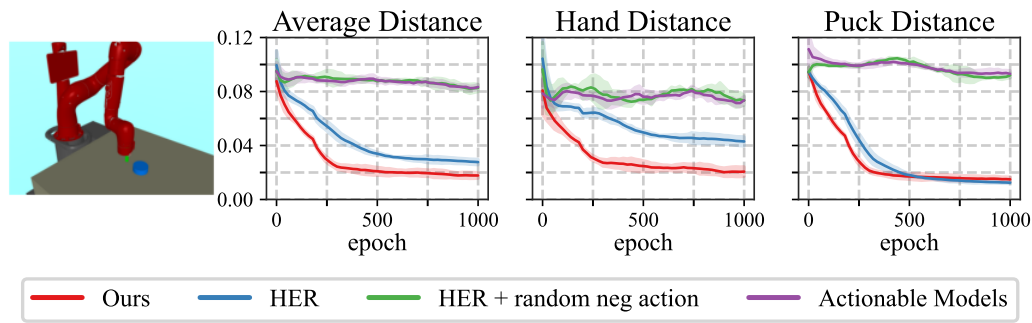 Average Distance
Hand Distance
Puck Distance
0.12
0.08
0.04
0.00
0 500 1000
0 500 1000
0 500 1000
epoch
epoch
epoch
Ours HER HER + random neg action Actionable Models